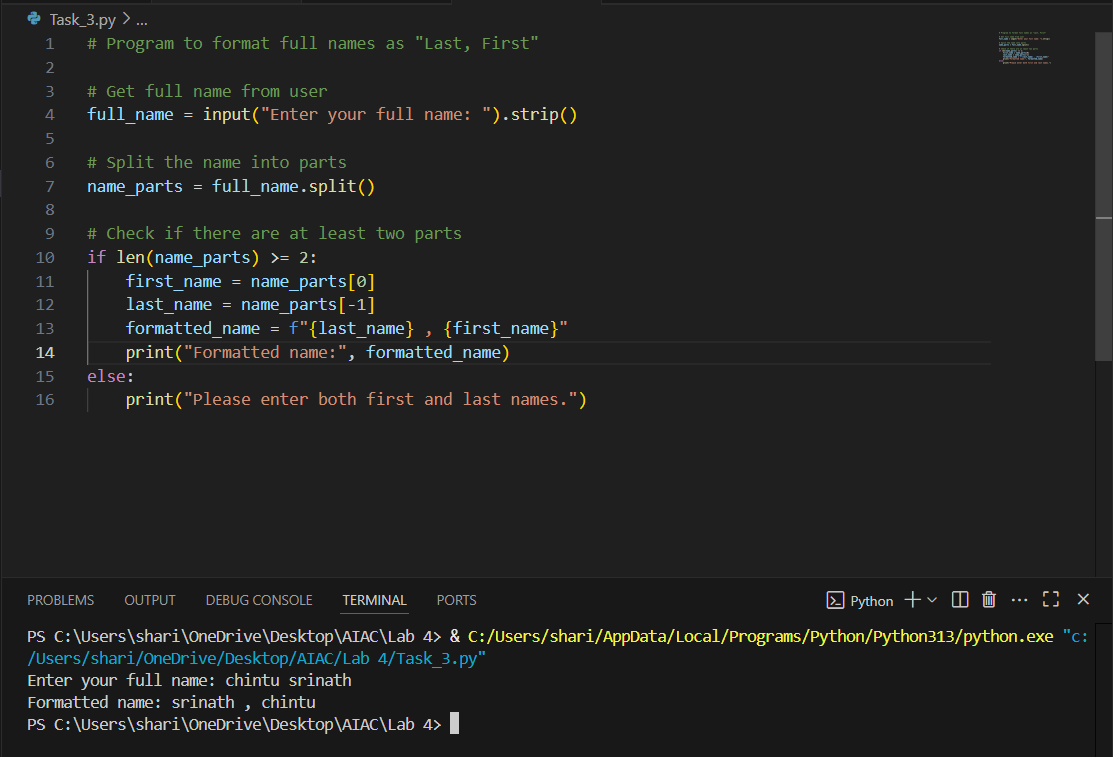 Task_3.py > ...
1 # Program to format full names as "Last, First"
2
3 # Get full name from user
4 full_name = input("Enter your full name: ").strip()
5
6 # Split the name into parts
7 name_parts = full_name.split()
8
9 # Check if there are at least two parts
10 if len(name_parts) >= 2:
11     first_name = name_parts[0]
12     last_name = name_parts[-1]
13     formatted_name = f"{last_name} , {first_name}"
14     print("Formatted name:", formatted_name)
15 else:
16     print("Please enter both first and last names.")
PROBLEMS OUTPUT DEBUG CONSOLE TERMINAL PORTS Python
PS C:\Users\shari\OneDrive\Desktop\AIAC\Lab 4> & C:/Users/shari/AppData/Local/Programs/Python/Python313/python.exe "c:
/Users/shari/OneDrive/Desktop/AIAC/Lab 4/Task_3.py"
Enter your full name: chintu srinath
Formatted name: srinath , chintu
PS C:\Users\shari\OneDrive\Desktop\AIAC\Lab 4>